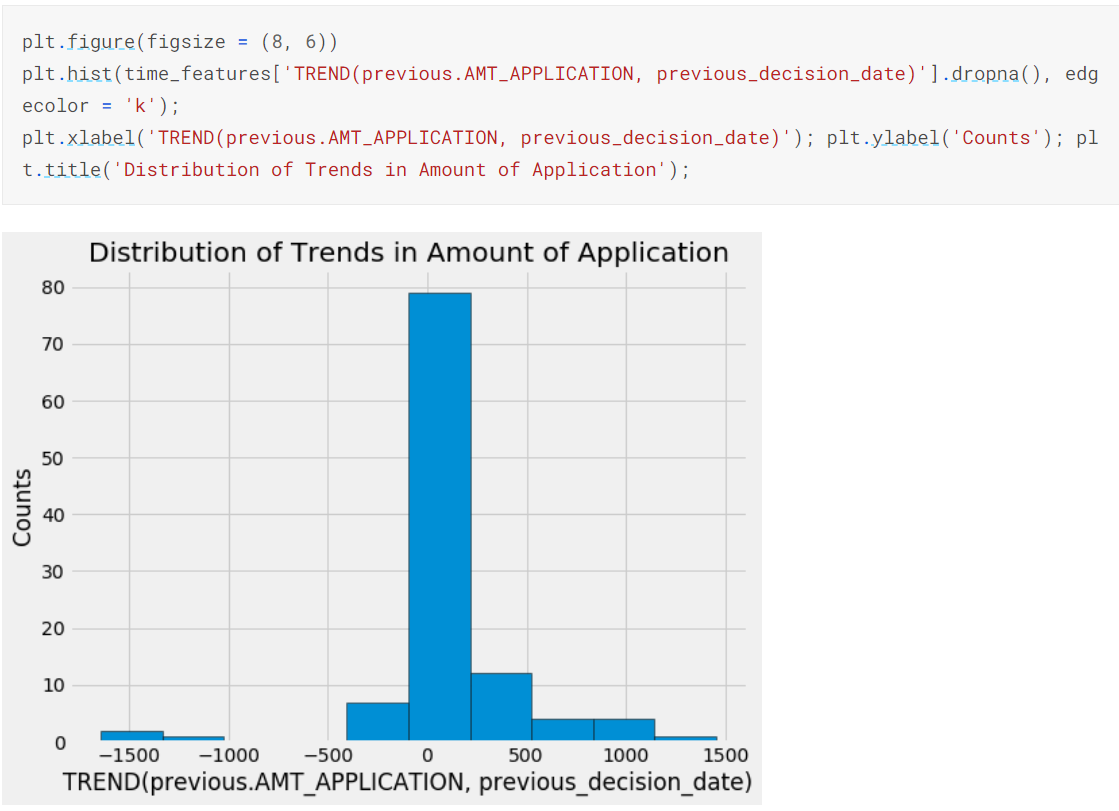 plt.figure(figsize = (8, 6))
plt.hist(time_features['TREND(previous.AMT_APPLICATION, previous_decision_date)'].dropna(), edg
ecolor = 'k');
plt.xlabel('TREND(previous.AMT_APPLICATION, previous_decision_date)'); plt.ylabel('Counts'); pl
t.title('Distribution of Trends in Amount of Application');
Distribution of Trends in Amount of Application
80
70
60
50
40
30
20
10
0
Counts
−1500 −1000 −500 0 500 1000 1500
TREND(previous.AMT_APPLICATION, previous_decision_date)